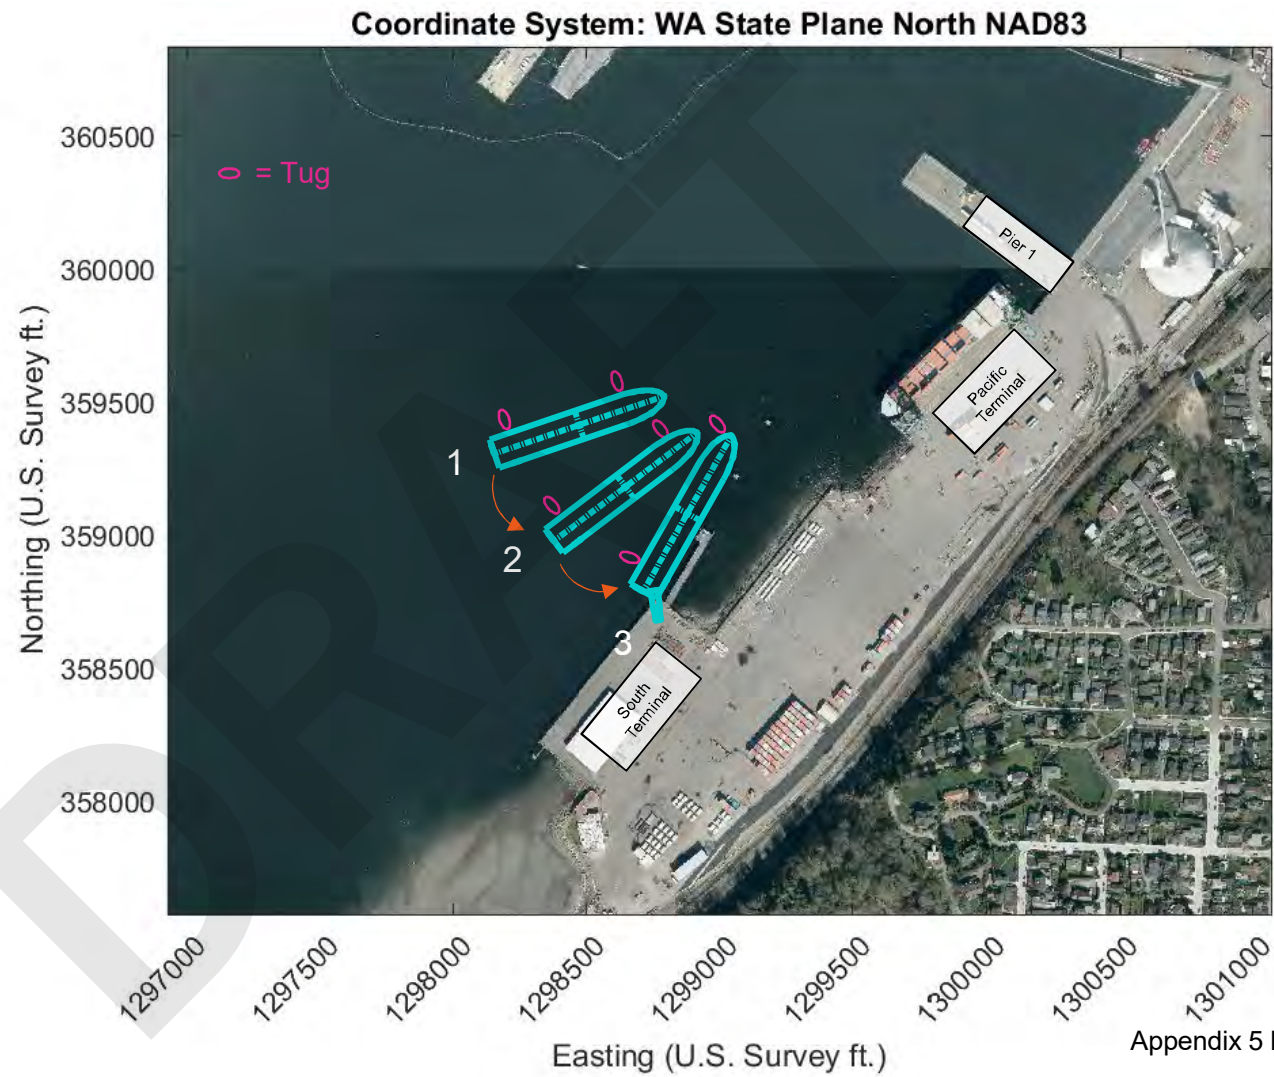 Coordinate System: WA State Plane North NAD83
360500
360000
359500
359000
358500
358000
Northing (U.S. Survey ft.)
= Tug
Pier 1
Pacific
Terminal
1
2
3
South
Terminal
DRAFT
1297000
1297500
1298000
1298500
1299000
1299500
1300000
1300500
1301000
Easting (U.S. Survey ft.)
Appendix 5